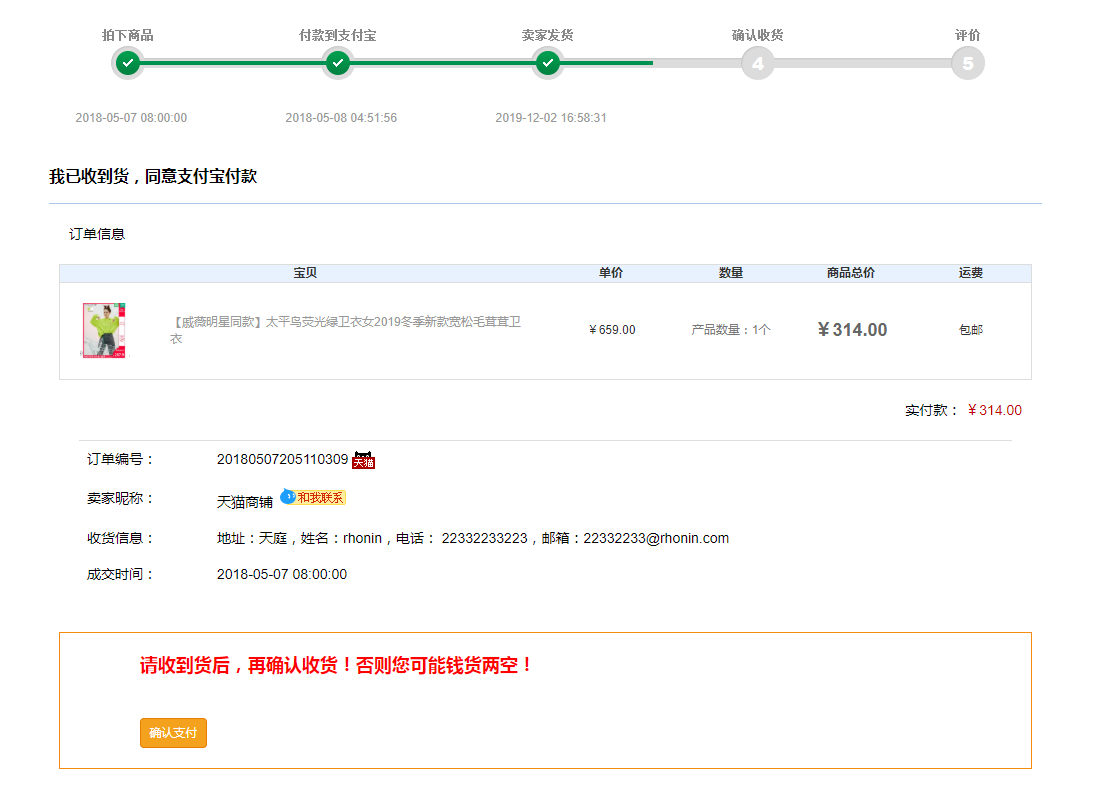 拍下商品 付款到支付宝 卖家发货 确认收货 评价
4 5
2018-05-07 08:00:00 2018-05-08 04:51:56 2019-12-02 16:58:31
我已收到货，同意支付宝付款
订单信息
宝贝 单价 数量 商品总价 运费
【戚薇明星同款】太平鸟荧光绿卫衣女2019冬季新款宽松毛茸茸卫
衣
￥659.00 产品数量：1个 ￥314.00 包邮
实付款：￥314.00
订单编号： 20180507205110309 天猫
卖家昵称： 天猫商铺 和我联系
收货信息： 地址：天庭，姓名：rhonin，电话： 22332233223，邮箱：22332233@rhonin.com
成交时间： 2018-05-07 08:00:00
请收到货后，再确认收货！否则您可能钱货两空！
确认支付